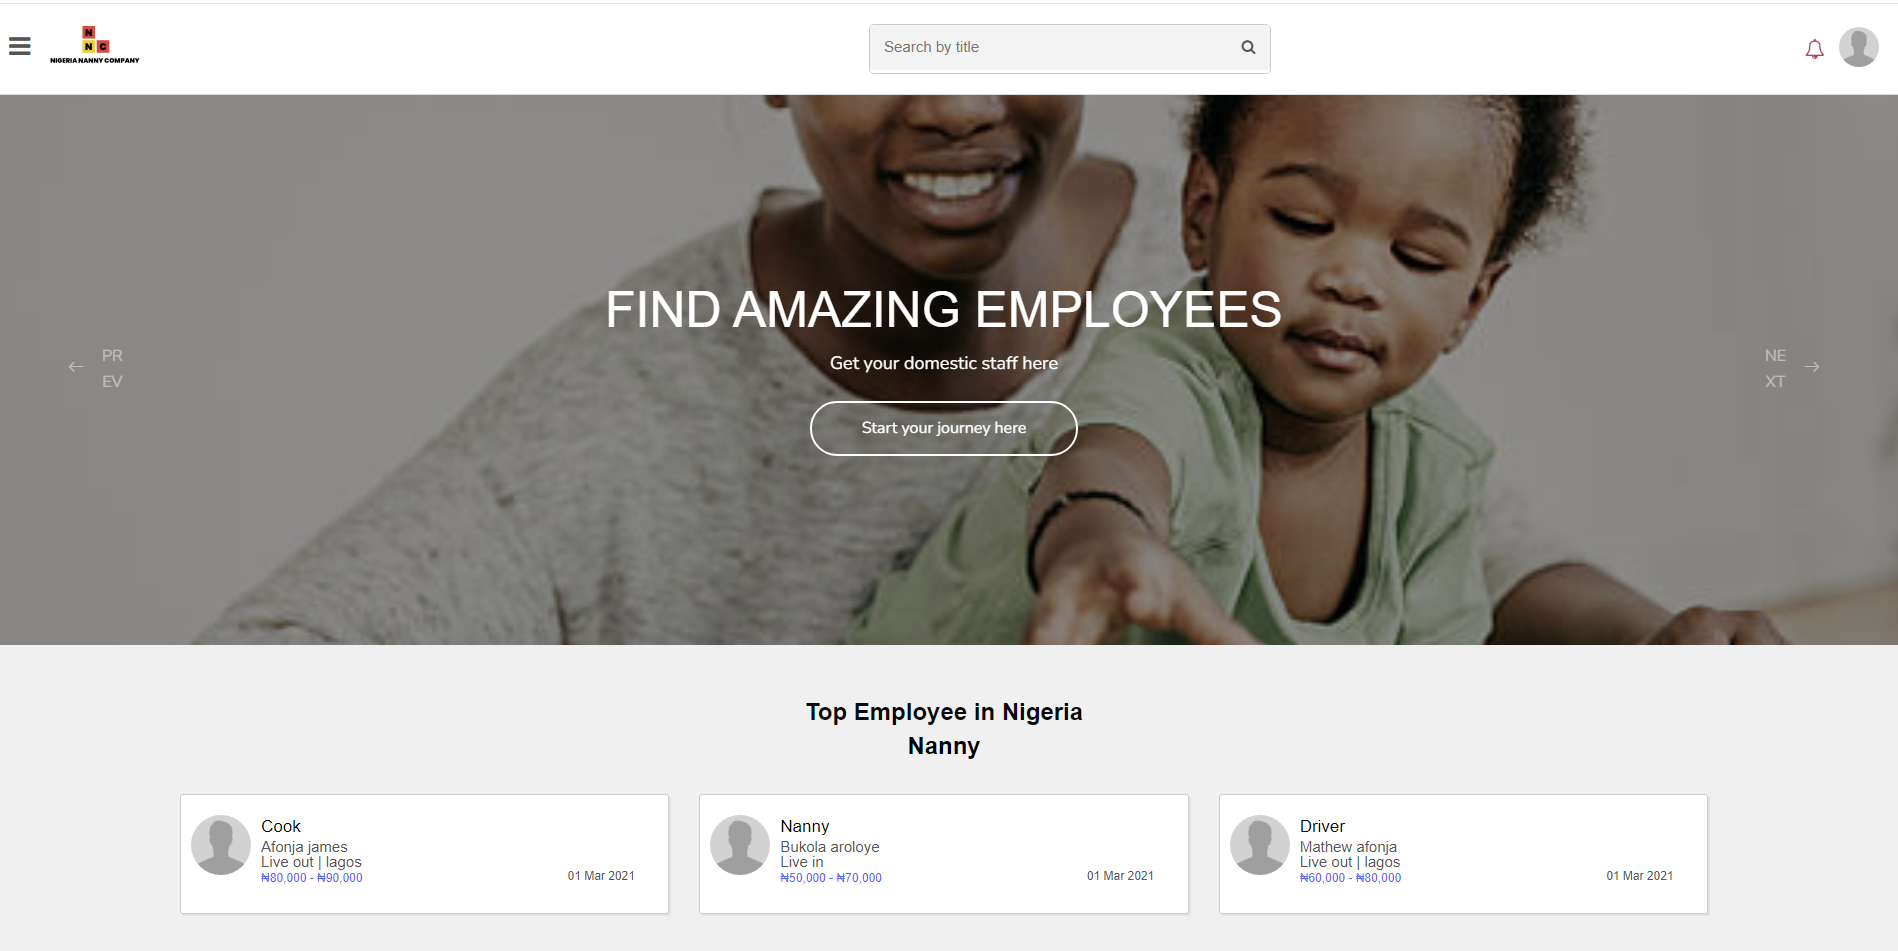 N
N C
NIGERIA NANNY COMPANY
Search by title
FIND AMAZING EMPLOYEES
Get your domestic staff here
Start your journey here
PR
EV
NE
XT
Top Employee in Nigeria
Nanny
Cook
Afonja james
Live out | lagos
₦80,000 - ₦90,000
01 Mar 2021
Nanny
Bukola aroloye
Live in
₦50,000 - ₦70,000
01 Mar 2021
Driver
Mathew afonja
Live out | lagos
₦60,000 - ₦80,000
01 Mar 2021